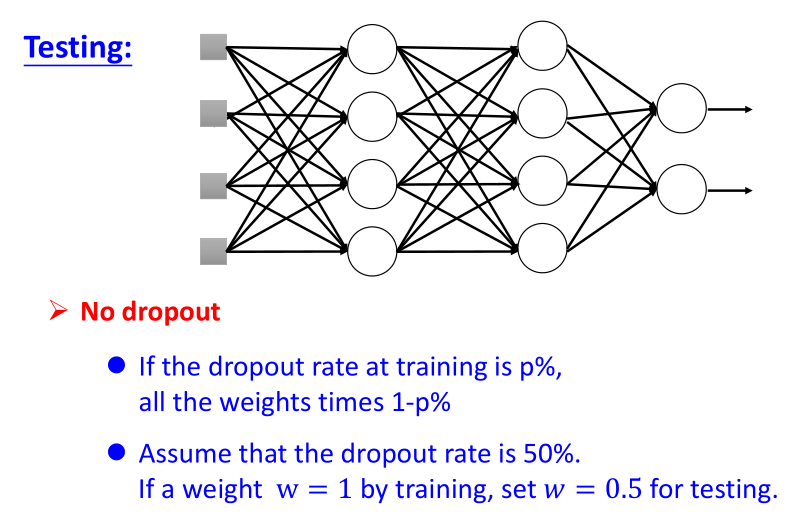 Testing:
No dropout
If the dropout rate at training is p%,
all the weights times 1-p%
Assume that the dropout rate is 50%.
If a weight w = 1 by training, set 𝑤 = 0.5 for testing.